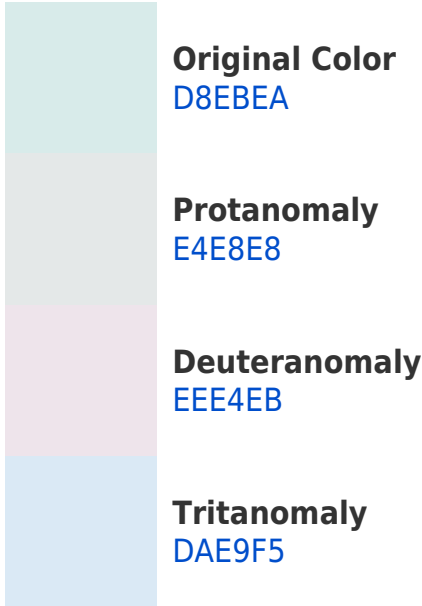 Original Color
D8EBEA
Protanomaly
E4E8E8
Deuteranomaly
EEE4EB
Tritanomaly
DAE9F5